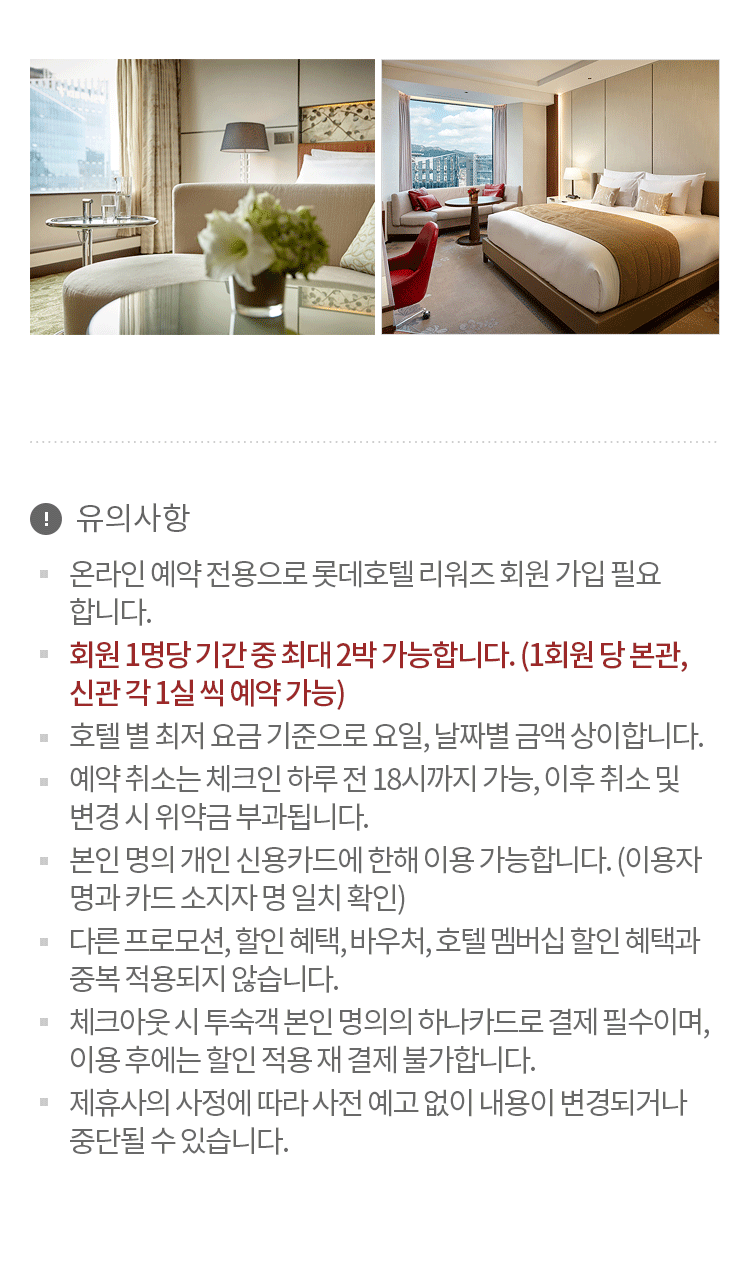 유의사항
온라인 예약 전용으로 롯데호텔 리워즈 회원 가입 필요
합니다.
회원 1명당 기간 중 최대 2박 가능합니다. (1회원 당 본관,
신관 각 1실 씩 예약 가능)
호텔 별 최저 요금 기준으로 요일, 날짜별 금액 상이합니다.
예약 취소는 체크인 하루 전 18시까지 가능, 이후 취소 및
변경 시 위약금 부과됩니다.
본인 명의 개인 신용카드에 한해 이용 가능합니다. (이용자
명과 카드 소지자 명 일치 확인)
다른 프로모션, 할인 혜택, 바우처, 호텔 멤버십 할인 혜택과
중복 적용되지 않습니다.
체크아웃 시 투숙객 본인 명의의 하나카드로 결제 필수이며,
이용 후에는 할인 적용 재 결제 불가합니다.
제휴사의 사정에 따라 사전 예고 없이 내용이 변경되거나
중단될 수 있습니다.